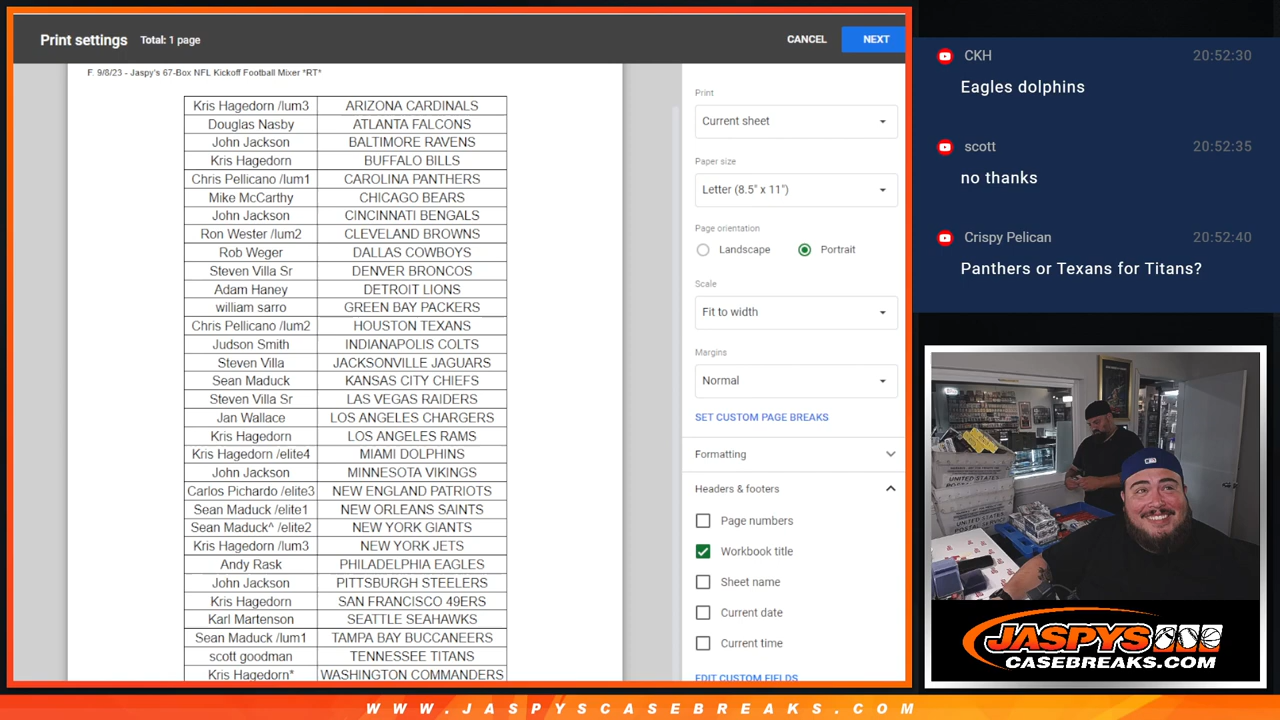 Print settings Total: 1 page CANCEL NEXT
F. 9/8/23 - Jaspy's 67-Box NFL Kickoff Football Mixer *RT*
Kris Hagedorn /lum3 ARIZONA CARDINALS
Douglas Nasby ATLANTA FALCONS
John Jackson BALTIMORE RAVENS
Kris Hagedorn BUFFALO BILLS
Chris Pellicano /lum1 CAROLINA PANTHERS
Mike McCarthy CHICAGO BEARS
John Jackson CINCINNATI BENGALS
Ron Wester /lum2 CLEVELAND BROWNS
Rob Weger DALLAS COWBOYS
Steven Villa Sr DENVER BRONCOS
Adam Haney DETROIT LIONS
william sarro GREEN BAY PACKERS
Chris Pellicano /lum2 HOUSTON TEXANS
Judson Smith INDIANAPOLIS COLTS
Steven Villa JACKSONVILLE JAGUARS
Sean Maduck KANSAS CITY CHIEFS
Steven Villa Sr LAS VEGAS RAIDERS
Jan Wallace LOS ANGELES CHARGERS
Kris Hagedorn LOS ANGELES RAMS
Kris Hagedorn /elite4 MIAMI DOLPHINS
John Jackson MINNESOTA VIKINGS
Carlos Pichardo /elite3 NEW ENGLAND PATRIOTS
Sean Maduck /elite1 NEW ORLEANS SAINTS
Sean Maduck^ /elite2 NEW YORK GIANTS
Kris Hagedorn /lum3 NEW YORK JETS
Andy Rask PHILADELPHIA EAGLES
John Jackson PITTSBURGH STEELERS
Kris Hagedorn SAN FRANCISCO 49ERS
Karl Martenson SEATTLE SEAHAWKS
Sean Maduck /lum1 TAMPA BAY BUCCANEERS
scott goodman TENNESSEE TITANS
Kris Hagedorn* WASHINGTON COMMANDERS
Print
Current sheet
Paper size
Letter (8.5" x 11")
Page orientation
Landscape Portrait
Scale
Fit to width
Margins
Normal
SET CUSTOM PAGE BREAKS
Formatting
Headers & footers
Page numbers
Workbook title
Sheet name
Current date
Current time
EDIT CUSTOM FIELDS
CKH 20:52:30
Eagles dolphins
scott 20:52:35
no thanks
Crispy Pelican 20:52:40
Panthers or Texans for Titans?
UNITED STATES
UNITED STATES
JASPYS
CASEBREAKS.COM
WWW.JASPYSCASEBREAKS.COM